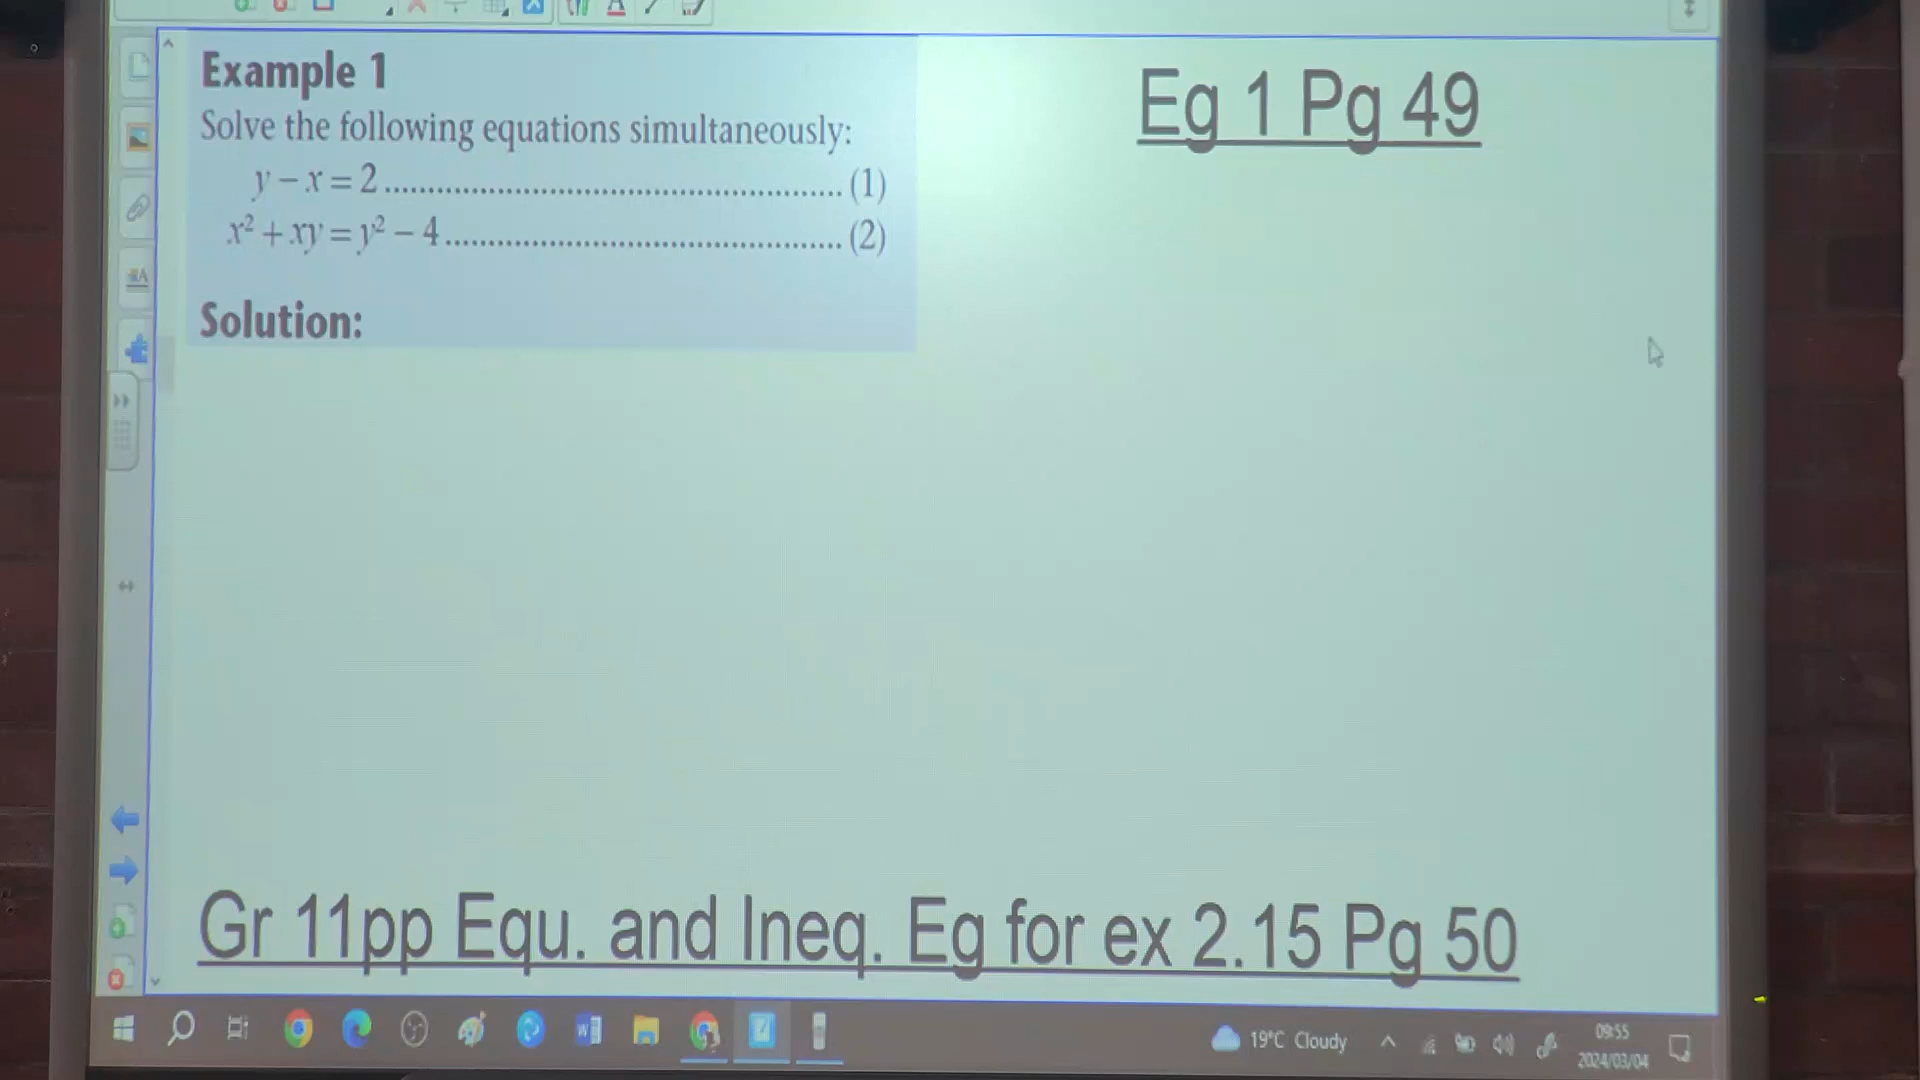 Example 1
Eg 1 Pg 49
Solve the following equations simultaneously:
y – x = 2 ................................................................ (1)
x² + xy = y² – 4 ....................................................... (2)
Solution:
Gr 11pp Equ. and Ineq. Eg for ex 2.15 Pg 50
19°C Cloudy
09:55
2024/03/04